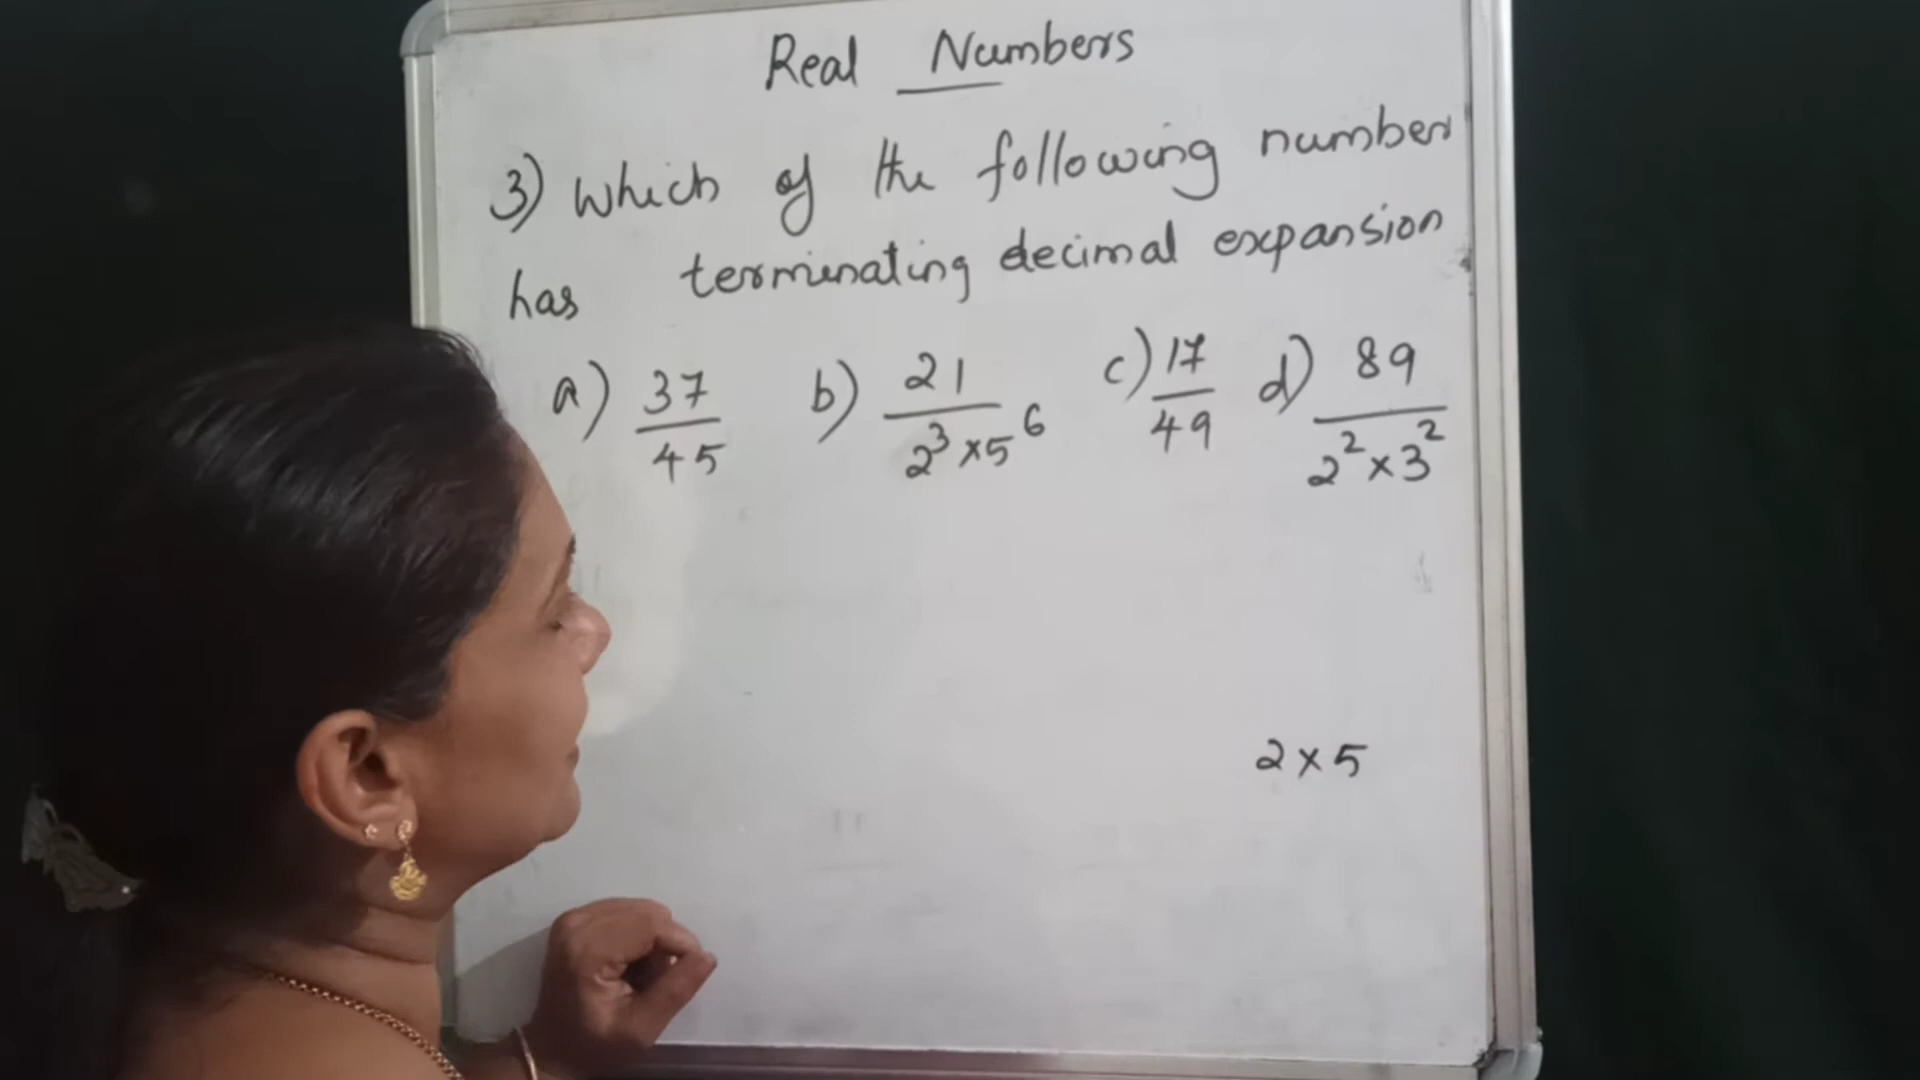 Real Numbers
3) Which of the following number
has terminating decimal expansion
a) 37/45 b) 21/2³×5⁶ c) 17/49 d) 89/2²×3²
2×5